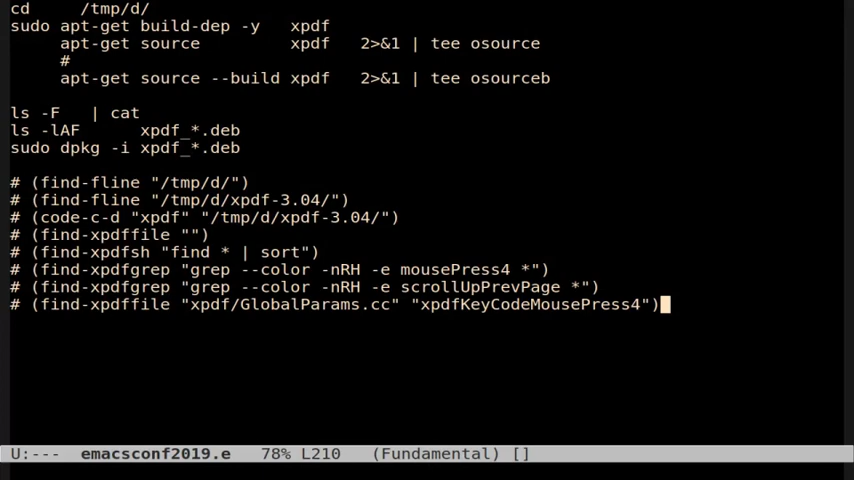 cd     /tmp/d/
sudo apt-get build-dep -y   xpdf
     apt-get source         xpdf   2>&1 | tee osource
     #
     apt-get source --build xpdf   2>&1 | tee osourceb
ls -F   | cat
ls -lAF      xpdf_*.deb
sudo dpkg -i xpdf_*.deb
# (find-fline "/tmp/d/")
# (find-fline "/tmp/d/xpdf-3.04/")
# (code-c-d "xpdf" "/tmp/d/xpdf-3.04/")
# (find-xpdffile "")
# (find-xpdfsh "find * | sort")
# (find-xpdfgrep "grep --color -nRH -e mousePress4 *")
# (find-xpdfgrep "grep --color -nRH -e scrollUpPrevPage *")
# (find-xpdffile "xpdf/GlobalParams.cc" "xpdfKeyCodeMousePress4")
U:---  emacsconf2019.e   78% L210   (Fundamental) []